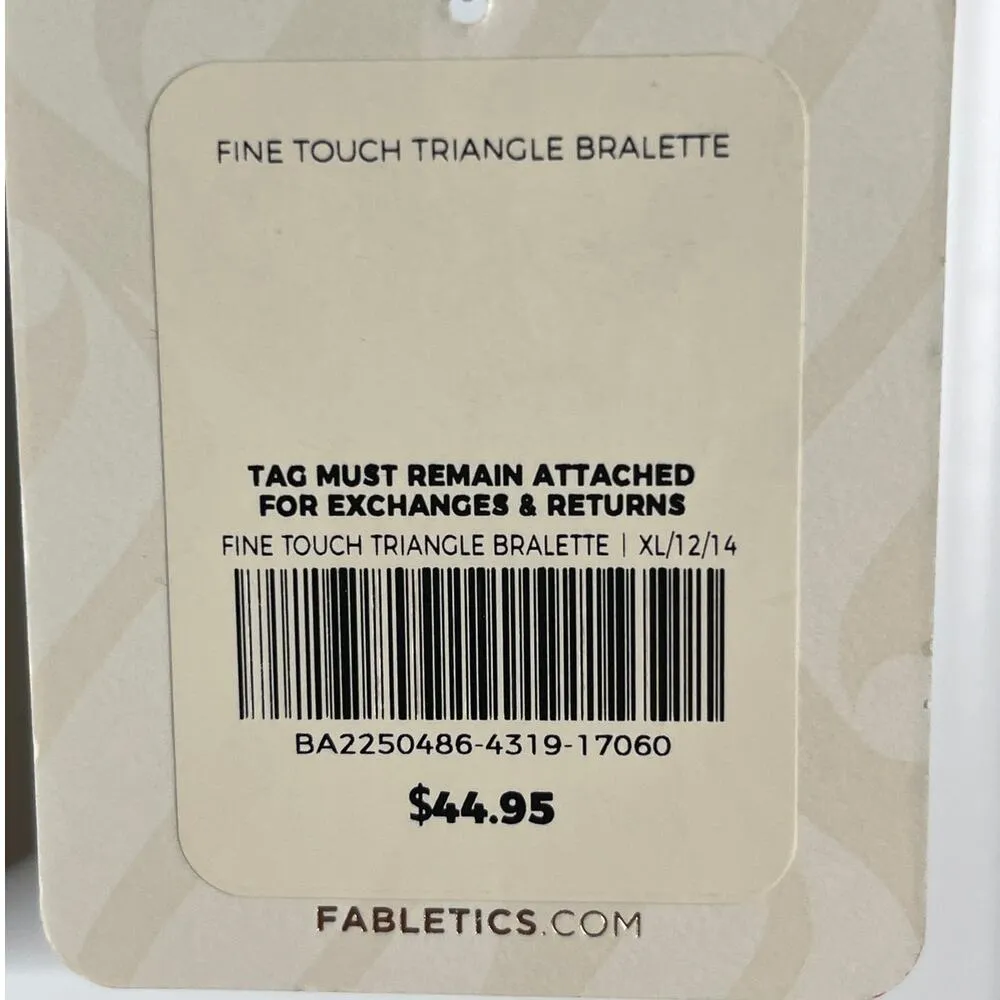 FINE TOUCH TRIANGLE BRALETTE
TAG MUST REMAIN ATTACHED
FOR EXCHANGES & RETURNS
FINE TOUCH TRIANGLE BRALETTE | XL/12/14
BA2250486-4319-17060
$44.95
FABLETICS.COM